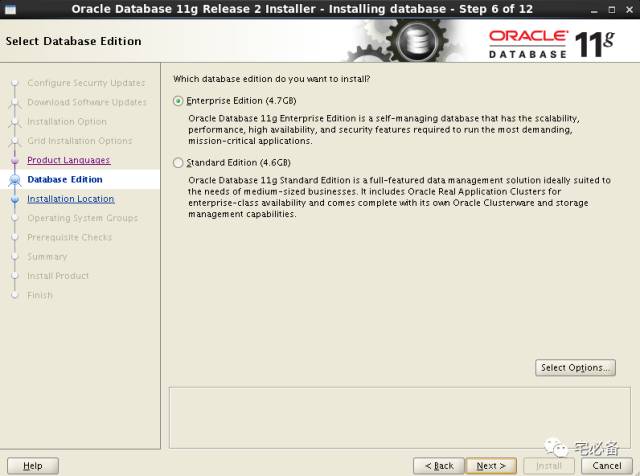 Oracle Database 11g Release 2 Installer - Installing database - Step 6 of 12
Select Database Edition
ORACLE
DATABASE
11g
Configure Security Updates
Download Software Updates
Installation Option
Grid Installation Options
Product Languages
Database Edition
Installation Location
Operating System Groups
Prerequisite Checks
Summary
Install Product
Finish
Which database edition do you want to install?
Enterprise Edition (4.7GB)
Oracle Database 11g Enterprise Edition is a self-managing database that has the scalability,
performance, high availability, and security features required to run the most demanding,
mission-critical applications.
Standard Edition (4.6GB)
Oracle Database 11g Standard Edition is a full-featured data management solution ideally suited to
the needs of medium-sized businesses. It includes Oracle Real Application Clusters for
enterprise-class availability and comes complete with its own Oracle Clusterware and storage
management capabilities.
Select Options...
宅必备
Help
< Back
Next >
Install
Cancel